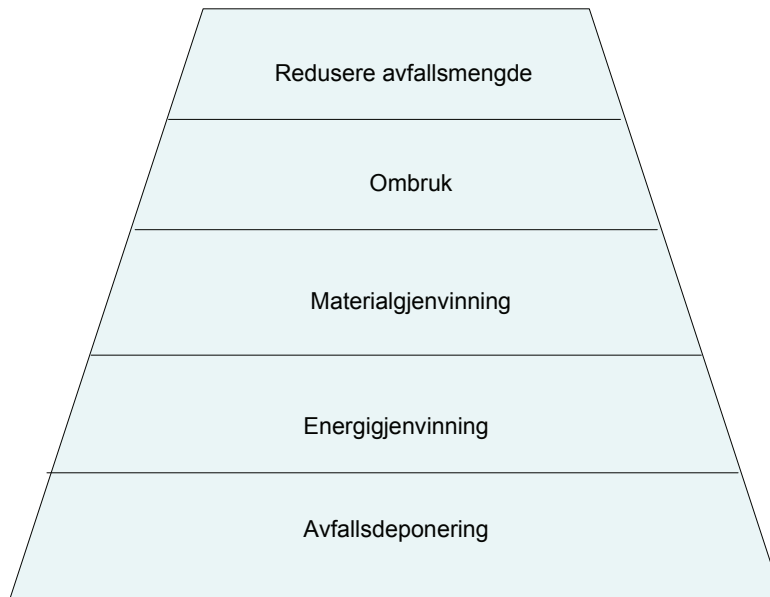 Redusere avfallsmengde
Ombruk
Materialgjenvinning
Energigjenvinning
Avfallsdeponering